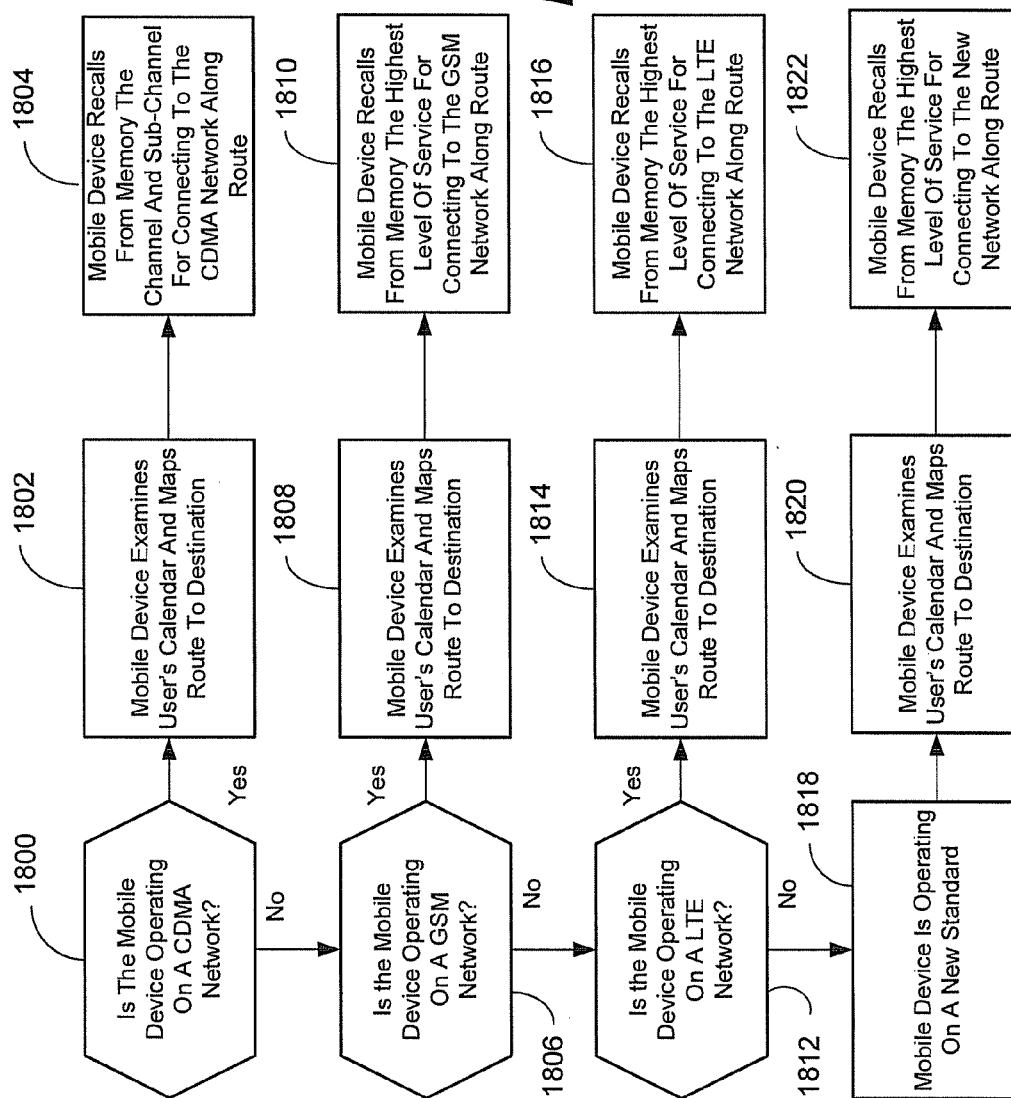 1800
Is The Mobile
Device Operating
On A CDMA
Network?
Yes
No
1802
Mobile Device Examines
User's Calendar And Maps
Route To Destination
1804
Mobile Device Recalls
From Memory The
Channel And Sub-Channel
For Connecting To The
CDMA Network Along
Route
Is the Mobile
Device Operating
On A GSM
Network?
1806
Yes
No
1808
Mobile Device Examines
User's Calendar And Maps
Route To Destination
1810
Mobile Device Recalls
From Memory The Highest
Level Of Service For
Connecting To The GSM
Network Along Route
Is the Mobile
Device Operating
On A LTE
Network?
1812
Yes
No
1814
Mobile Device Examines
User's Calendar And Maps
Route To Destination
1816
Mobile Device Recalls
From Memory The Highest
Level Of Service For
Connecting To The LTE
Network Along Route
1818
Mobile Device Is Operating
On A New Standard
1820
Mobile Device Examines
User's Calendar And Maps
Route To Destination
1822
Mobile Device Recalls
From Memory The Highest
Level Of Service For
Connecting To The New
Network Along Route